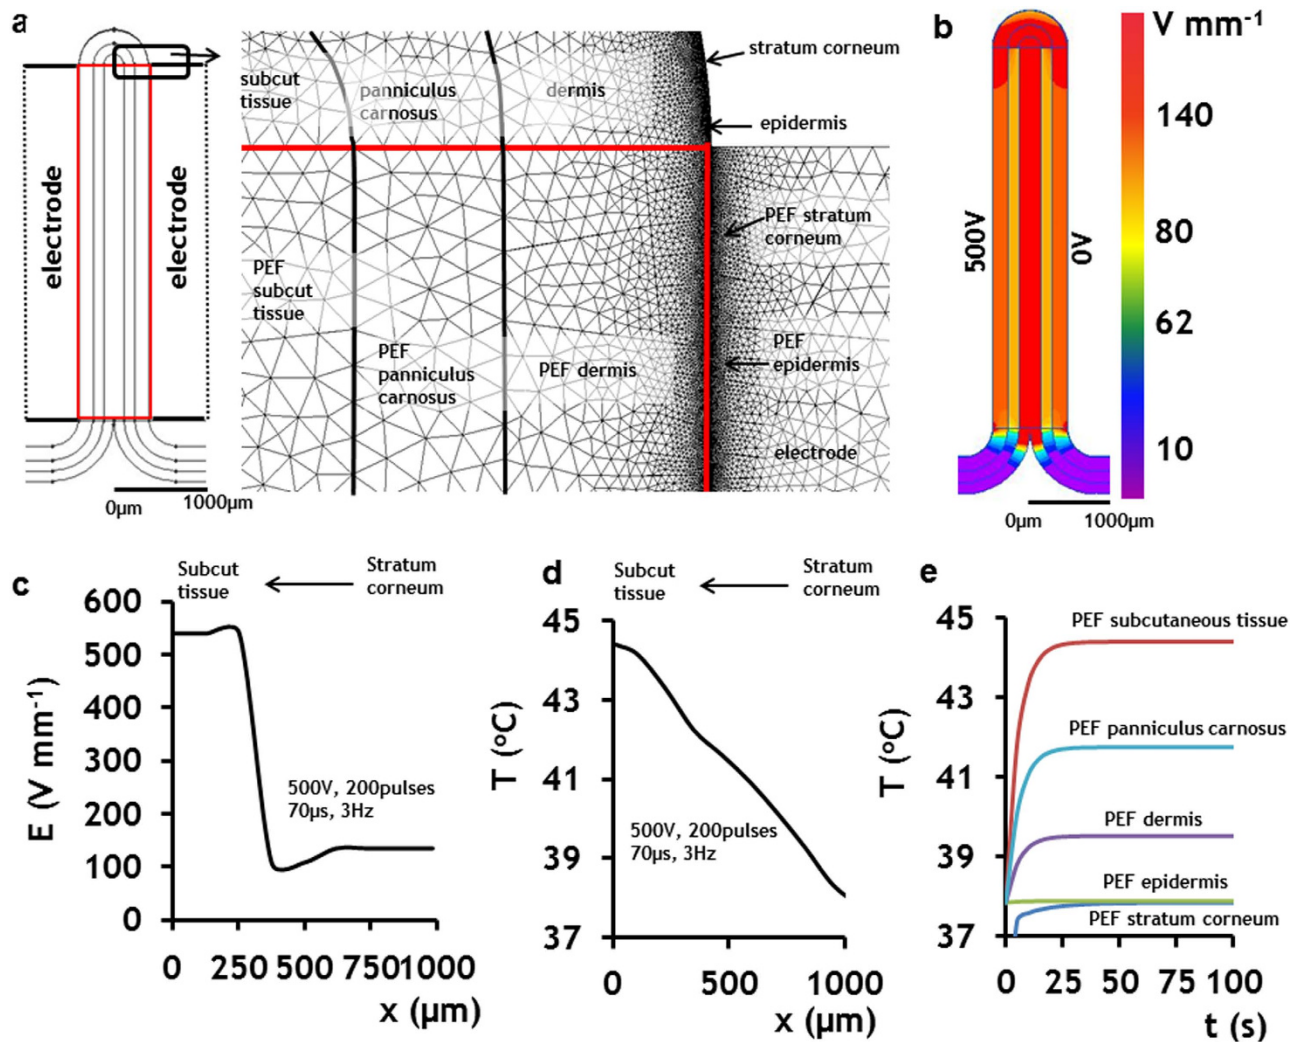 a
electrode
electrode
0µm
1000µm
subcut
tissue
panniculus
carnosus
dermis
stratum corneum
epidermis
PEF
subcut
tissue
PEF
panniculus
carnosus
PEF dermis
PEF stratum
corneum
PEF
epidermis
electrode
b
500V
0V
0µm
1000µm
V mm⁻¹
140
80
62
10
c
Subcut
tissue
Stratum
corneum
E (V mm⁻¹)
600
500
400
300
200
100
0
500V, 200pulses
70µs, 3Hz
0 250 500 750 1000
x (µm)
d
Subcut
tissue
Stratum
corneum
T (°C)
45
43
41
39
37
500V, 200pulses
70µs, 3Hz
0 500 1000
x (µm)
e
T (°C)
45
43
41
39
37
PEF subcutaneous tissue
PEF panniculus carnosus
PEF dermis
PEF epidermis
PEF stratum corneum
0 25 50 75 100
t (s)